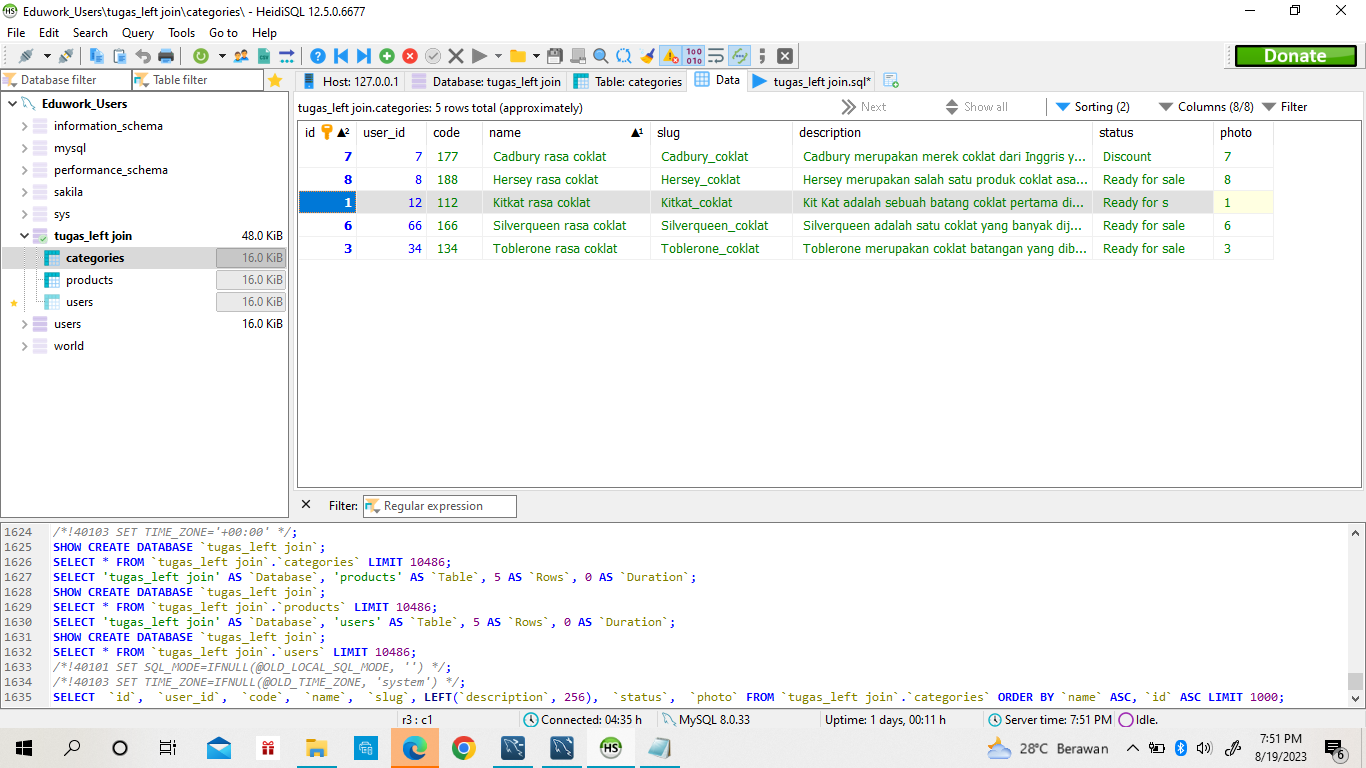 Eduwork_Users\tugas_left join\categories\ - HeidiSQL 12.5.0.6677
File Edit Search Query Tools Go to Help
Donate
Database filter Table filter
Host: 127.0.0.1 Database: tugas_left join Table: categories Data tugas_left join.sql*
Eduwork_Users
information_schema
mysql
performance_schema
sakila
sys
tugas_left join 48.0 KiB
categories 16.0 KiB
products 16.0 KiB
users 16.0 KiB
users 16.0 KiB
world
tugas_left join.categories: 5 rows total (approximately) Next Show all Sorting (2) Columns (8/8) Filter
id 2 user_id code name 1 slug description status photo
7 7 177 Cadbury rasa coklat Cadbury_coklat Cadbury merupakan merek coklat dari Inggris y... Discount 7
8 8 188 Hersey rasa coklat Hersey_coklat Hersey merupakan salah satu produk coklat asa... Ready for sale 8
1 12 112 Kitkat rasa coklat Kitkat_coklat Kit Kat adalah sebuah batang coklat pertama di... Ready for s 1
6 66 166 Silverqueen rasa coklat Silverqueen_coklat Silverqueen adalah satu coklat yang banyak dij... Ready for sale 6
3 34 134 Toblerone rasa coklat Toblerone_coklat Toblerone merupakan coklat batangan yang dib... Ready for sale 3
Filter: Regular expression
1624 /*!40103 SET TIME_ZONE='+00:00' */;
1625 SHOW CREATE DATABASE `tugas_left join`;
1626 SELECT * FROM `tugas_left join`.`categories` LIMIT 10486;
1627 SELECT 'tugas_left join' AS `Database`, 'products' AS `Table`, 5 AS `Rows`, 0 AS `Duration`;
1628 SHOW CREATE DATABASE `tugas_left join`;
1629 SELECT * FROM `tugas_left join`.`products` LIMIT 10486;
1630 SELECT 'tugas_left join' AS `Database`, 'users' AS `Table`, 5 AS `Rows`, 0 AS `Duration`;
1631 SHOW CREATE DATABASE `tugas_left join`;
1632 SELECT * FROM `tugas_left join`.`users` LIMIT 10486;
1633 /*!40101 SET SQL_MODE=IFNULL(@OLD_LOCAL_SQL_MODE, '') */;
1634 /*!40103 SET TIME_ZONE=IFNULL(@OLD_TIME_ZONE, 'system') */;
1635 SELECT `id`, `user_id`, `code`, `name`, `slug`, LEFT(`description`, 256), `status`, `photo` FROM `tugas_left join`.`categories` ORDER BY `name` ASC, `id` ASC LIMIT 1000;
r3 : c1 Connected: 04:35 h MySQL 8.0.33 Uptime: 1 days, 00:11 h Server time: 7:51 PM Idle.
HS 28°C Berawan 7:51 PM
8/19/2023 6